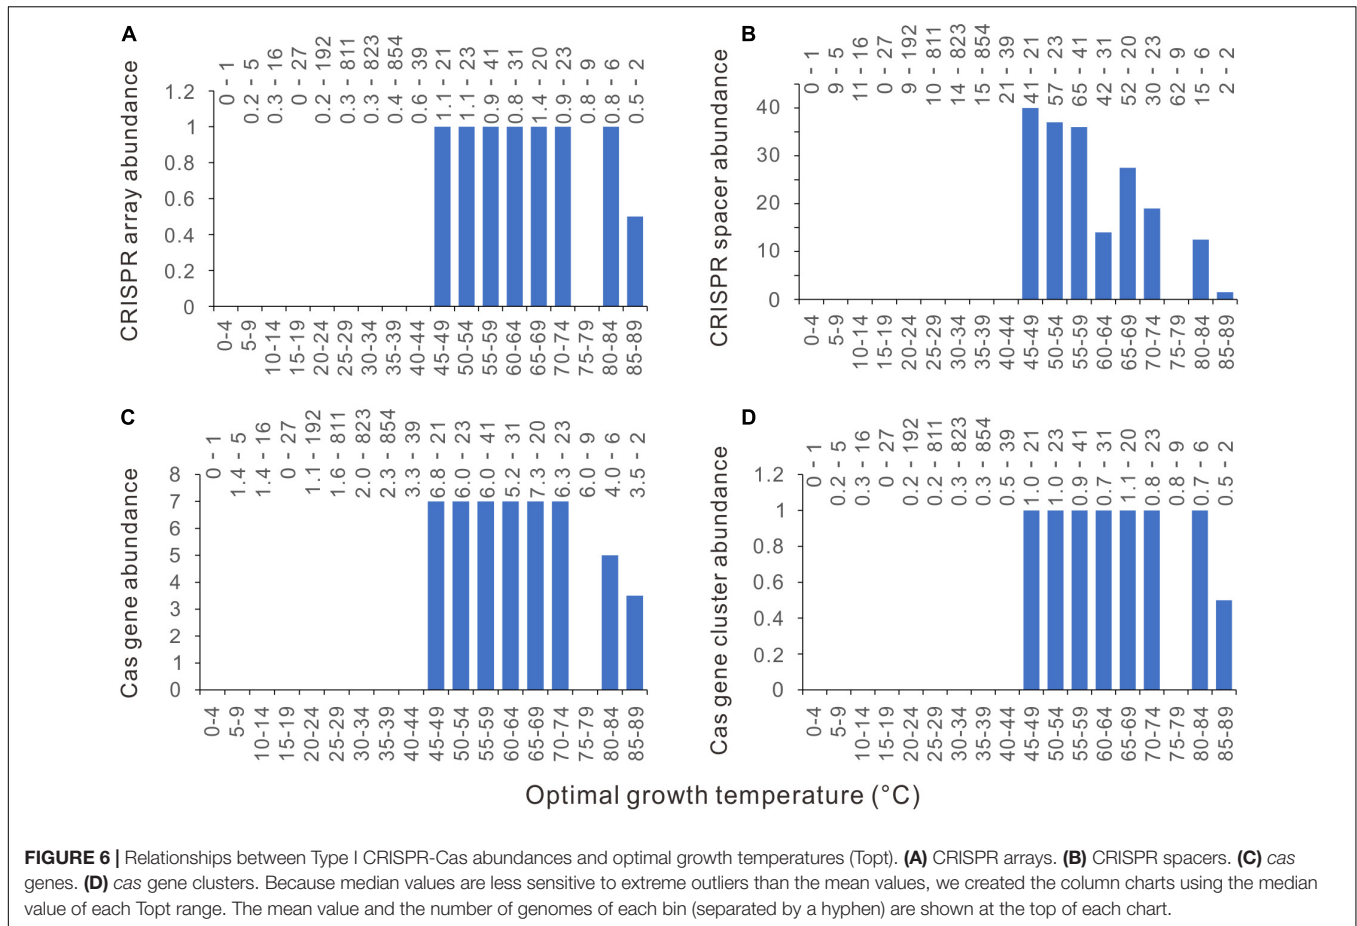 A
CRISPR array abundance
0 - 1
0.2 - 5
0.3 - 16
0 - 27
0.2 - 192
0.3 - 811
0.3 - 823
0.4 - 854
0.6 - 39
1.1 - 21
1.1 - 23
0.9 - 41
0.8 - 31
1.4 - 20
0.9 - 23
0.8 - 9
0.8 - 6
0.5 - 2
1.2
1
0.8
0.6
0.4
0.2
0
0-4
5-9
10-14
15-19
20-24
25-29
30-34
35-39
40-44
45-49
50-54
55-59
60-64
65-69
70-74
75-79
80-84
85-89
B
CRISPR spacer abundance
0 - 1
9 - 5
11 - 16
0 - 27
9 - 192
10 - 811
14 - 823
15 - 854
21 - 39
41 - 21
57 - 23
65 - 41
42 - 31
52 - 20
30 - 23
62 - 9
15 - 6
2 - 2
40
30
20
10
0
0-4
5-9
10-14
15-19
20-24
25-29
30-34
35-39
40-44
45-49
50-54
55-59
60-64
65-69
70-74
75-79
80-84
85-89
C
Cas gene abundance
0 - 1
1.4 - 5
1.4 - 16
0 - 27
1.1 - 192
1.6 - 811
2.0 - 823
2.3 - 854
3.3 - 39
6.8 - 21
6.0 - 23
6.0 - 41
5.2 - 31
7.3 - 20
6.3 - 23
6.0 - 9
4.0 - 6
3.5 - 2
8
7
6
5
4
3
2
1
0
0-4
5-9
10-14
15-19
20-24
25-29
30-34
35-39
40-44
45-49
50-54
55-59
60-64
65-69
70-74
75-79
80-84
85-89
D
Cas gene cluster abundance
0 - 1
0.2 - 5
0.3 - 16
0 - 27
0.2 - 192
0.2 - 811
0.3 - 823
0.3 - 854
0.5 - 39
1.0 - 21
1.0 - 23
0.9 - 41
0.7 - 31
1.1 - 20
0.8 - 23
0.8 - 9
0.7 - 6
0.5 - 2
1.2
1
0.8
0.6
0.4
0.2
0
0-4
5-9
10-14
15-19
20-24
25-29
30-34
35-39
40-44
45-49
50-54
55-59
60-64
65-69
70-74
75-79
80-84
85-89
Optimal growth temperature (°C)
FIGURE 6 | Relationships between Type I CRISPR-Cas abundances and optimal growth temperatures (Topt). (A) CRISPR arrays. (B) CRISPR spacers. (C) cas
genes. (D) cas gene clusters. Because median values are less sensitive to extreme outliers than the mean values, we created the column charts using the median
value of each Topt range. The mean value and the number of genomes of each bin (separated by a hyphen) are shown at the top of each chart.